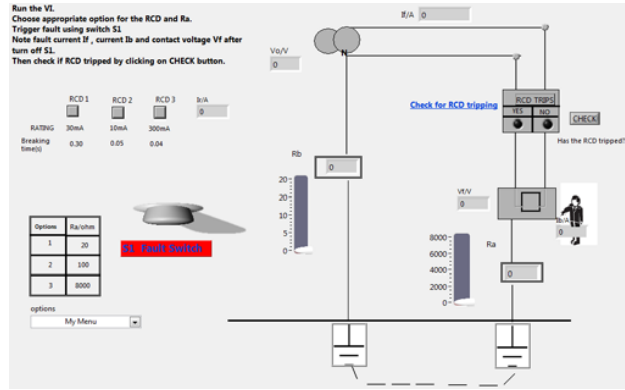 Run the VI.
Choose appropriate option for the RCD and Ra.
Trigger fault using switch S1
Note fault current If , current Ib and contact voltage Vf after
turn off S1.
Then check if RCD tripped by clicking on CHECK button.
If/A 0
Vo/V
0
N
RCD 1 RCD 2 RCD 3 Ir/A
0
RATING 30mA 10mA 300mA
Breaking
time(s) 0.30 0.05 0.04
Check for RCD tripping
RCD TRIPS
YES NO
CHECK
Has the RCD tripped?
Rb
0
20-
20-
10-
5-
0-
Vf/V
0
Ib/A
0
8000-
6000-
4000-
2000-
0-
Ra
0
Options Ra/ohm
1 20
2 100
3 8000
S1 Fault Switch
options
My Menu